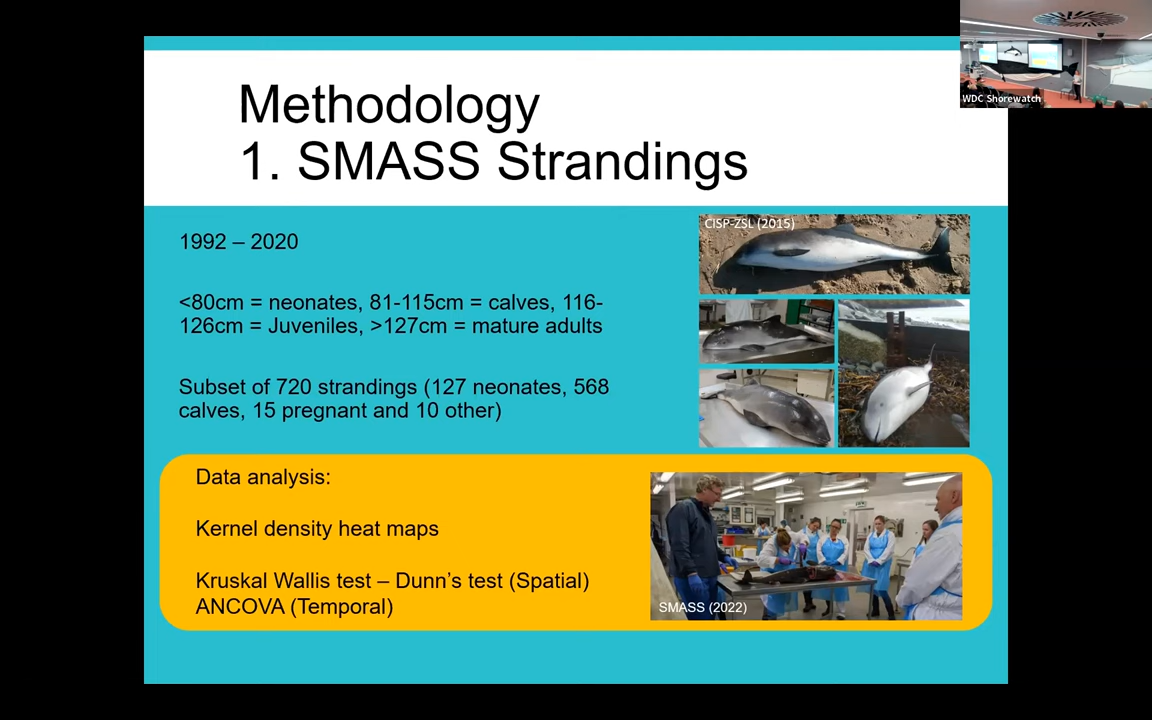 WDC Shorewatch
Methodology
1. SMASS Strandings
1992 – 2020
<80cm = neonates, 81-115cm = calves, 116-
126cm = Juveniles, >127cm = mature adults
Subset of 720 strandings (127 neonates, 568
calves, 15 pregnant and 10 other)
CISP-ZSL (2015)
Data analysis:
Kernel density heat maps
Kruskal Wallis test – Dunn's test (Spatial)
ANCOVA (Temporal)
SMASS (2022)